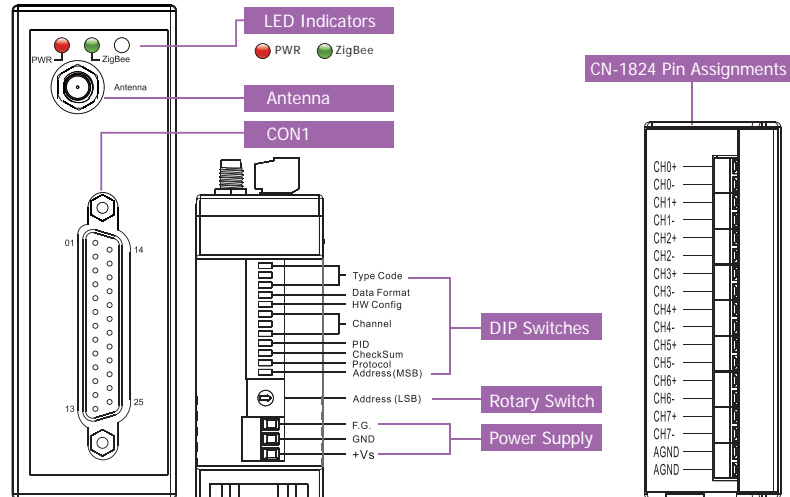 LED Indicators
PWR
ZigBee
PWR ZigBee
Antenna
Antenna
CON1
01
14
13
25
Type Code
Data Format
HW Config
Channel
PID
CheckSum
Protocol
Address(MSB)
DIP Switches
Address (LSB)
Rotary Switch
F.G.
GND
+Vs
Power Supply
CN-1824 Pin Assignments
CH0+
CH0-
CH1+
CH1-
CH2+
CH2-
CH3+
CH3-
CH4+
CH4-
CH5+
CH5-
CH6+
CH6-
CH7+
CH7-
AGND
AGND